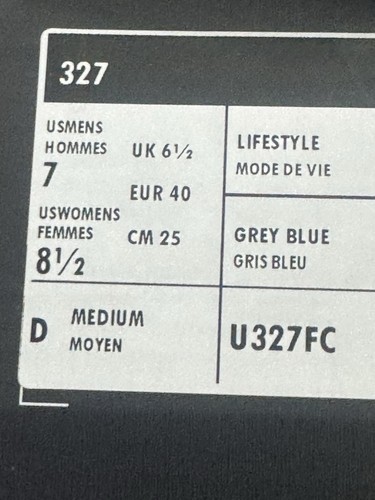 327
USMENS
HOMMES
7
UK 6½
EUR 40
CM 25
USWOMENS
FEMMES
8½
LIFESTYLE
MODE DE VIE
GREY BLUE
GRIS BLEU
D
MEDIUM
MOYEN
U327FC